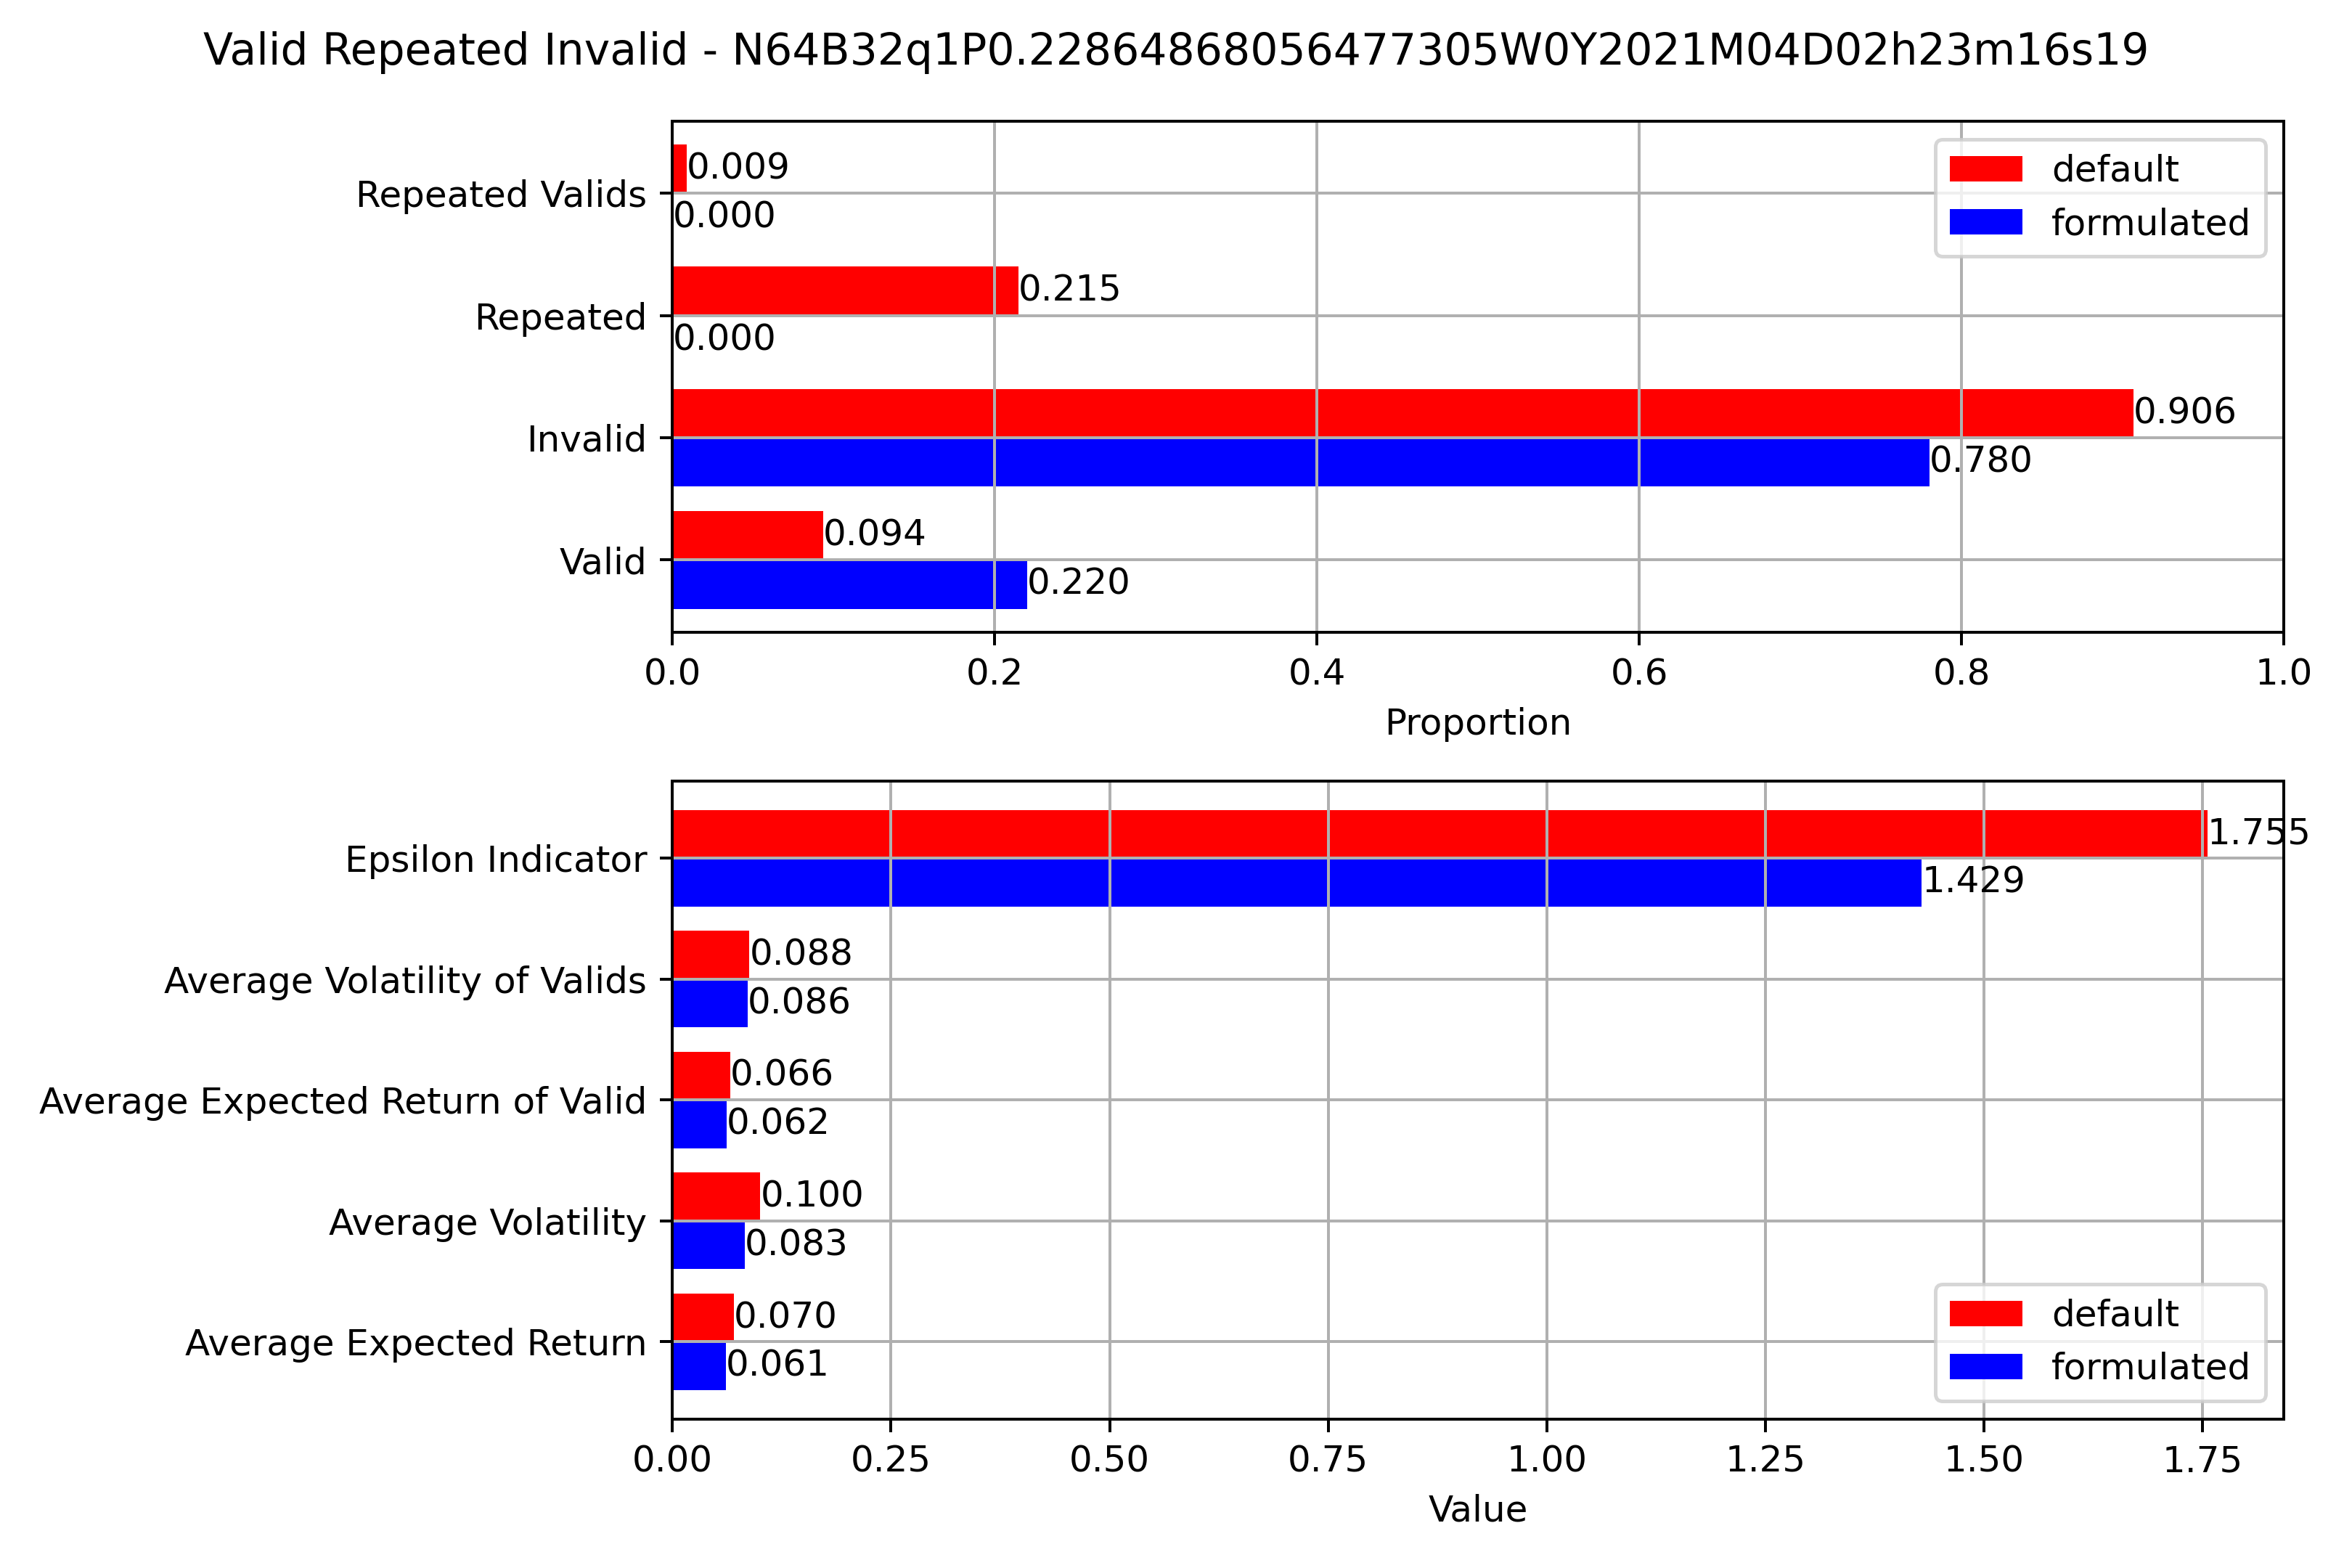 Valid Repeated Invalid - N64B32q1P0.22864868056477305W0Y2021M04D02h23m16s19
Repeated Valids
0.009
0.000
Repeated
0.215
0.000
Invalid
0.906
0.780
Valid
0.094
0.220
default
formulated
0.0 0.2 0.4 0.6 0.8 1.0
Proportion
Epsilon Indicator
1.755
1.429
Average Volatility of Valids
0.088
0.086
Average Expected Return of Valid
0.066
0.062
Average Volatility
0.100
0.083
Average Expected Return
0.070
0.061
default
formulated
0.00 0.25 0.50 0.75 1.00 1.25 1.50 1.75
Value